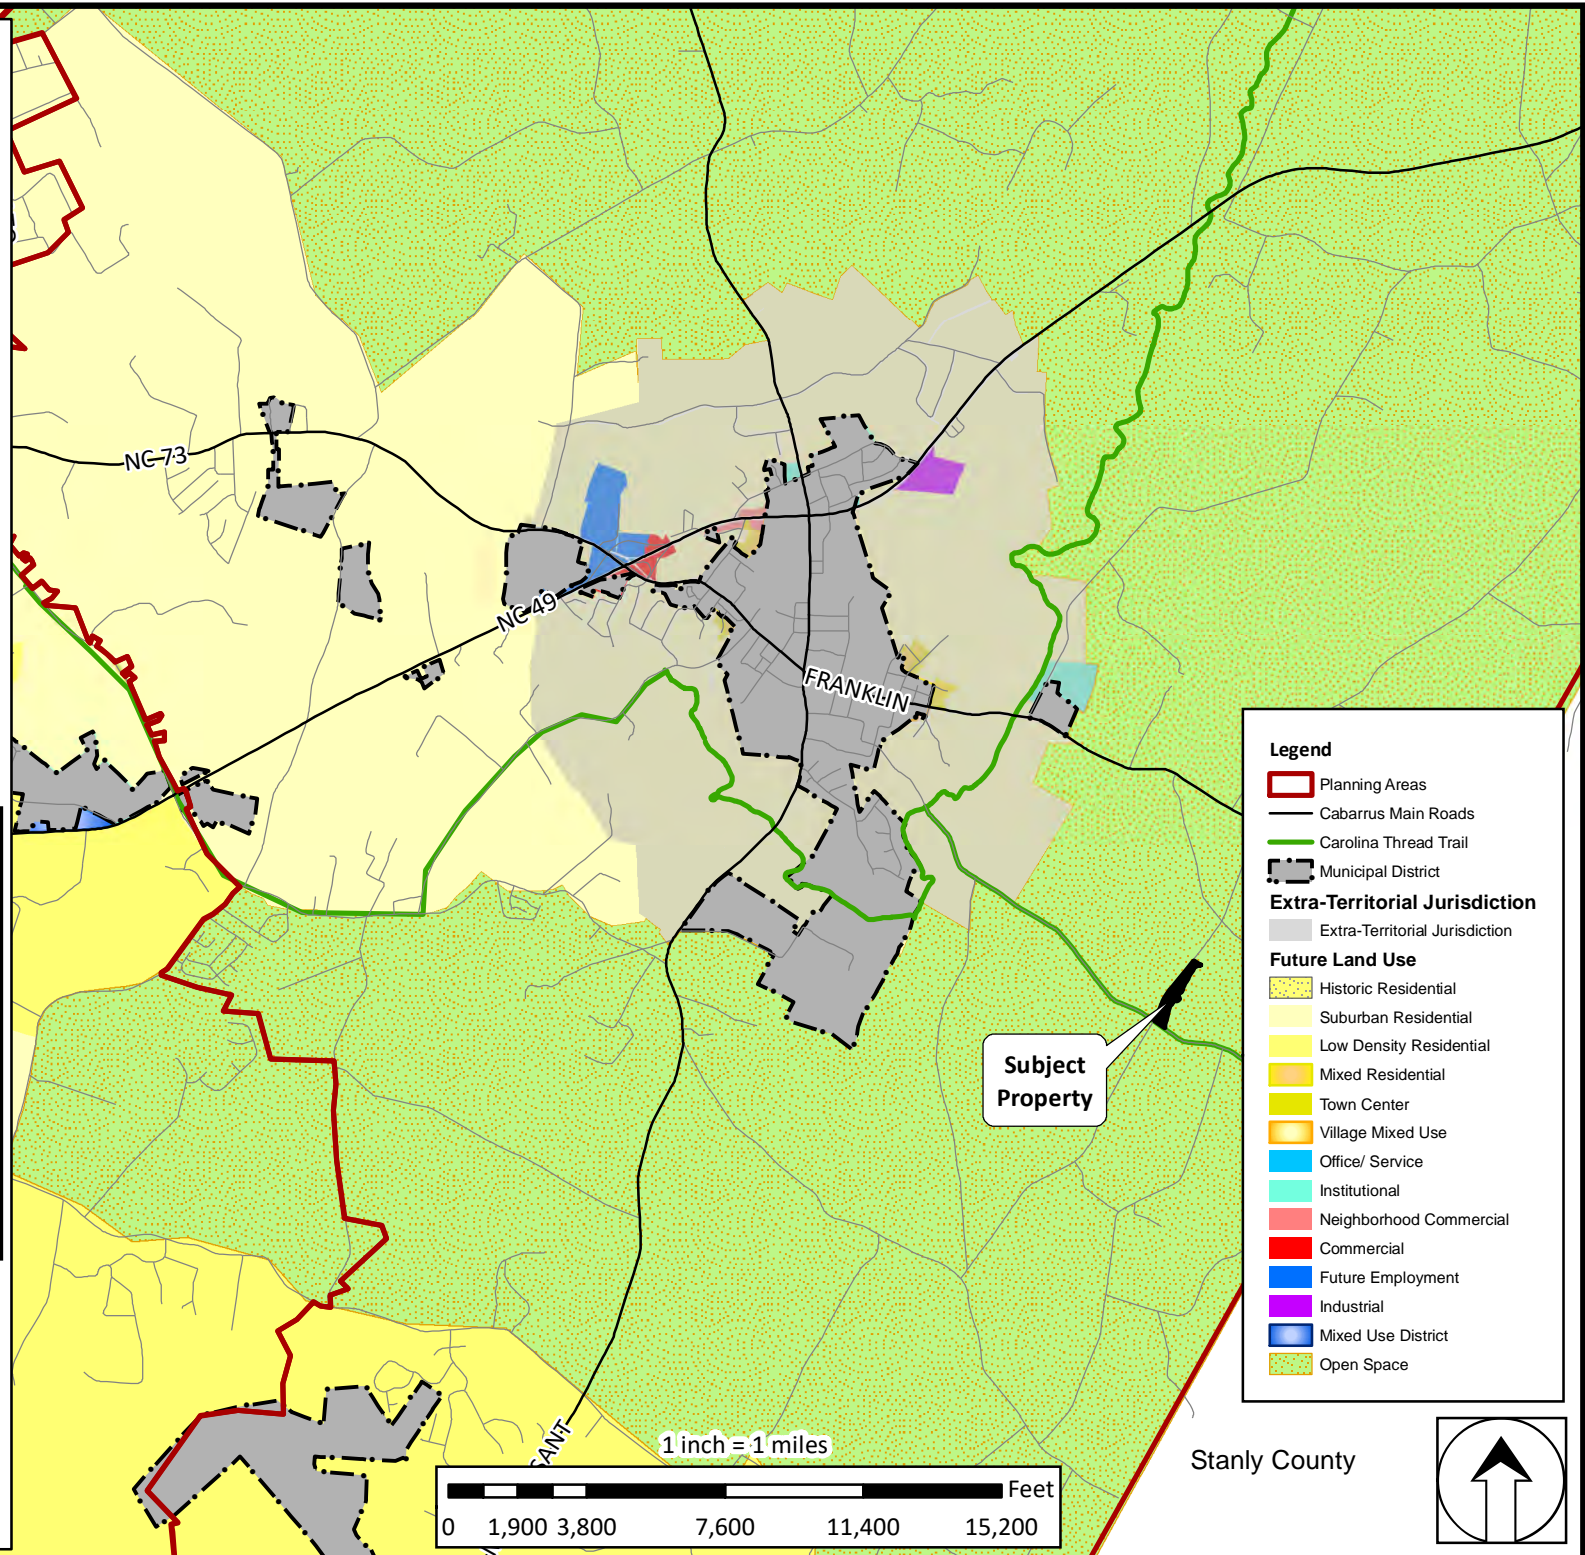 NC 73
NC 49
FRANKLIN
Subject
Property
Legend
Planning Areas
Cabarrus Main Roads
Carolina Thread Trail
Municipal District
Extra-Territorial Jurisdiction
Extra-Territorial Jurisdiction
Future Land Use
Historic Residential
Suburban Residential
Low Density Residential
Mixed Residential
Town Center
Village Mixed Use
Office/ Service
Institutional
Neighborhood Commercial
Commercial
Future Employment
Industrial
Mixed Use District
Open Space
SANT
1 inch = 1 miles
Feet
0 1,900 3,800 7,600 11,400 15,200
Stanly County